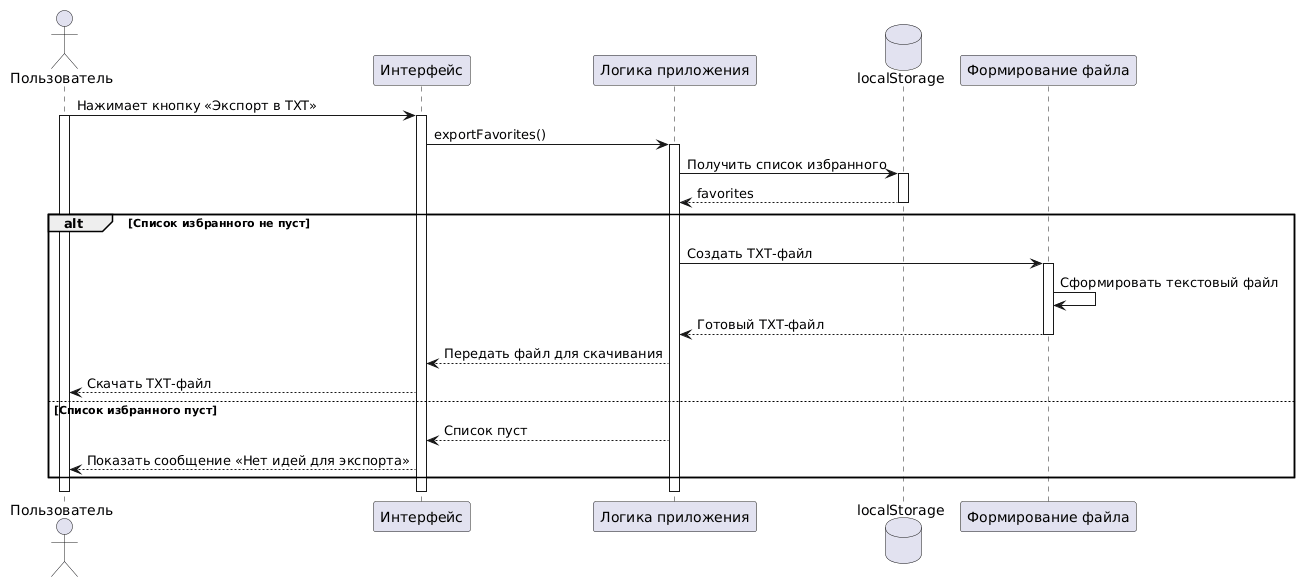 Пользователь
Интерфейс
Логика приложения
localStorage
Формирование файла
Нажимает кнопку «Экспорт в TXT»
exportFavorites()
Получить список избранного
favorites
alt
[Список избранного не пуст]
Создать TXT-файл
Сформировать текстовый файл
Готовый TXT-файл
Передать файл для скачивания
Скачать TXT-файл
[Список избранного пуст]
Список пуст
Показать сообщение «Нет идей для экспорта»
Пользователь
Интерфейс
Логика приложения
localStorage
Формирование файла